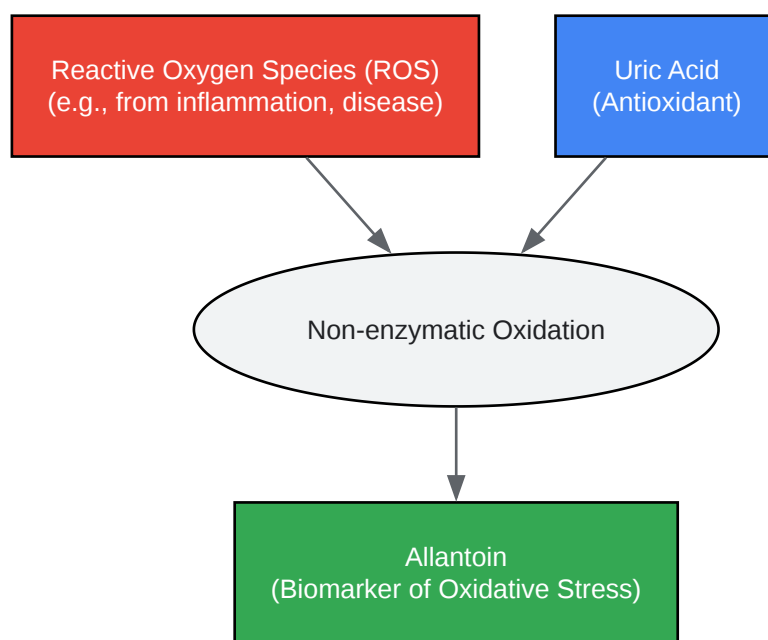 Reactive Oxygen Species (ROS)
(e.g., from inflammation, disease)
Uric Acid
(Antioxidant)
Non-enzymatic Oxidation
Allantoin
(Biomarker of Oxidative Stress)